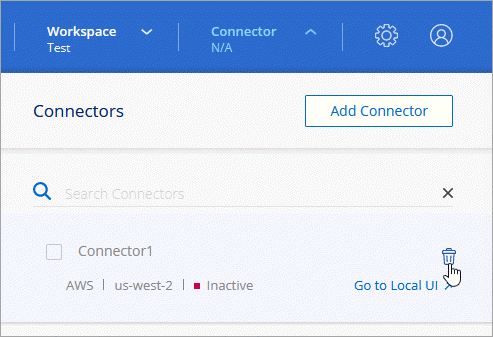 Workspace Connector
Test N/A
Connectors Add Connector
Search Connectors
Connector1
AWS us-west-2 Inactive Go to Local UI